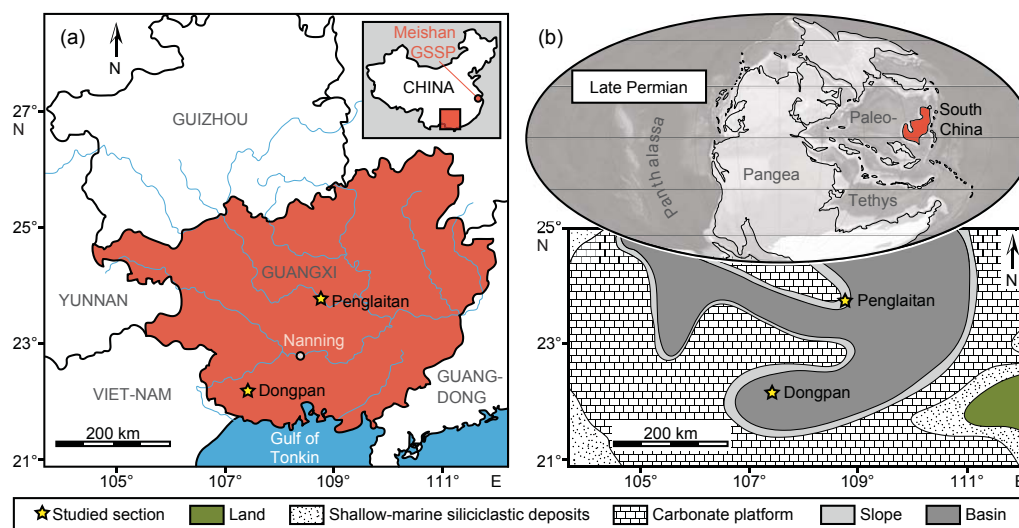 (a)
N
Meishan
GSSP
CHINA
GUIZHOU
27°
N
25°
23°
21°
GUANGXI
Penglaitan
YUNNAN
Nanning
Dongpan
VIET-NAM
GUANG-
DONG
200 km
Gulf of
Tonkin
105° 107° 109° 111° E
(b)
Late Permian
South
China
Paleo-
Panthalassa
Pangea
Tethys
25°
N
23°
21°
N
Penglaitan
Dongpan
200 km
105° 107° 109° 111° E
Studied section Land Shallow-marine siliciclastic deposits Carbonate platform Slope Basin